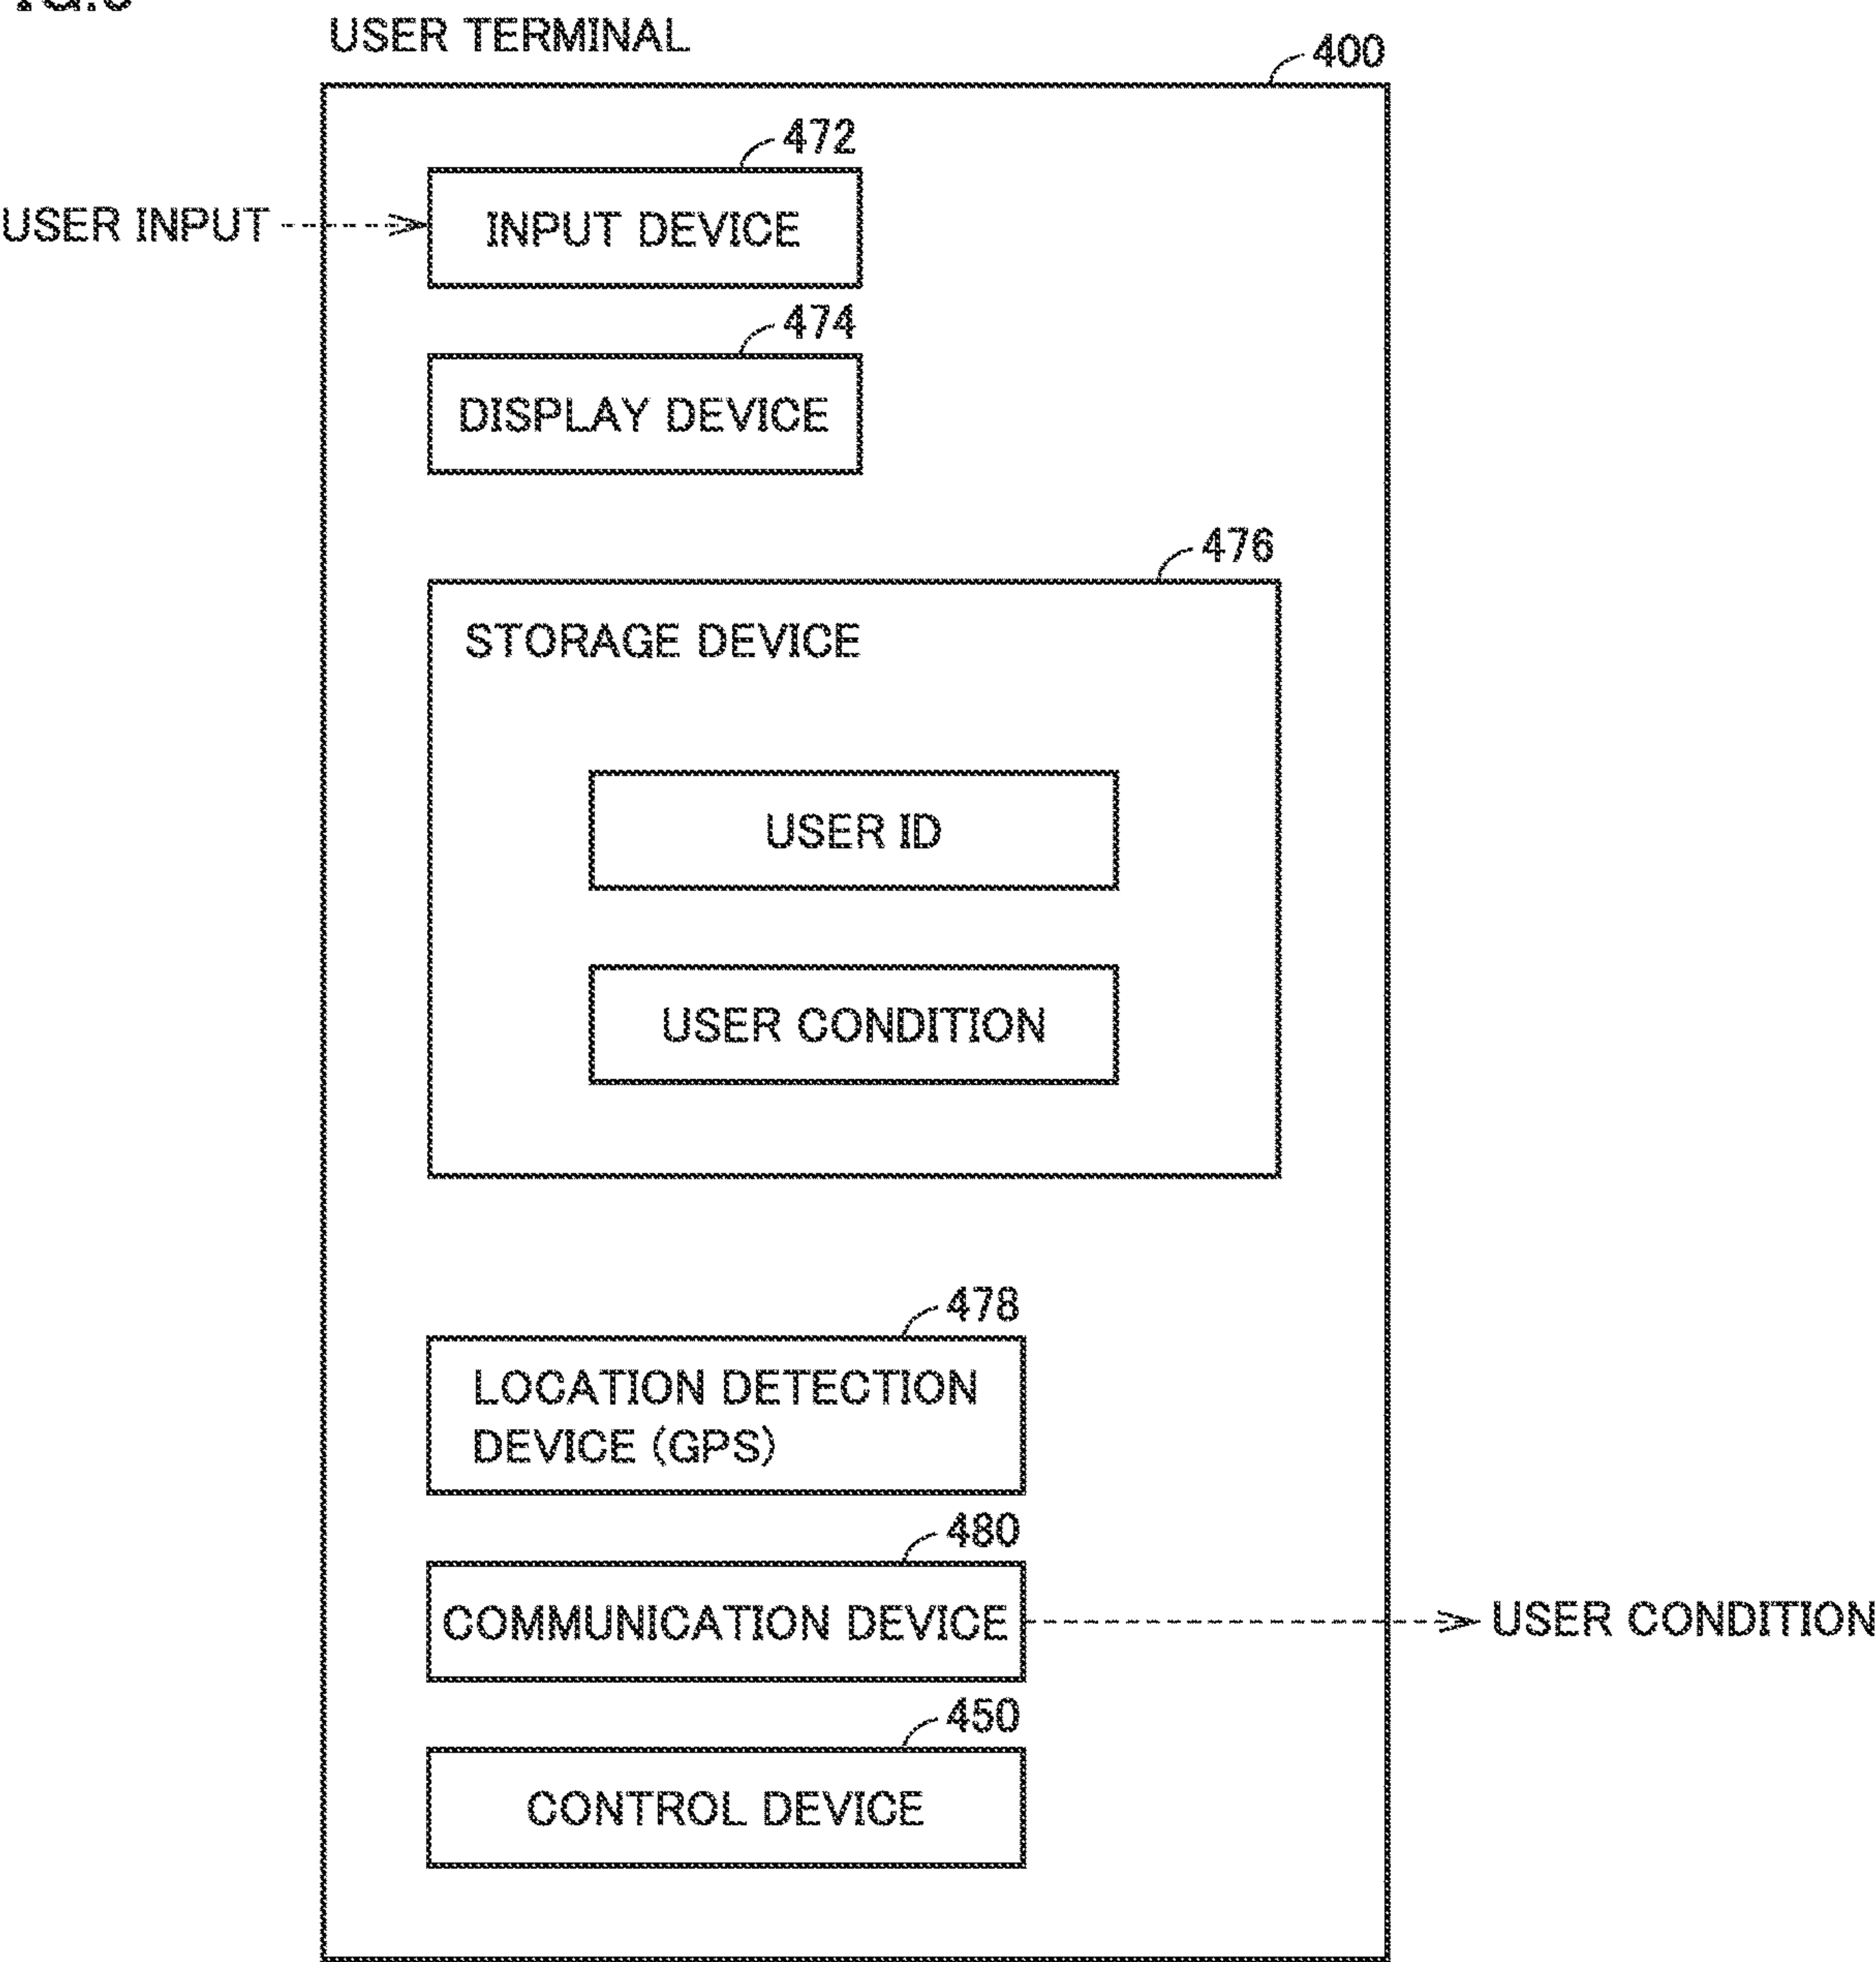 USER TERMINAL
400
472
USER INPUT
INPUT DEVICE
474
DISPLAY DEVICE
476
STORAGE DEVICE
USER ID
USER CONDITION
478
LOCATION DETECTION
DEVICE (GPS)
480
COMMUNICATION DEVICE
USER CONDITION
450
CONTROL DEVICE